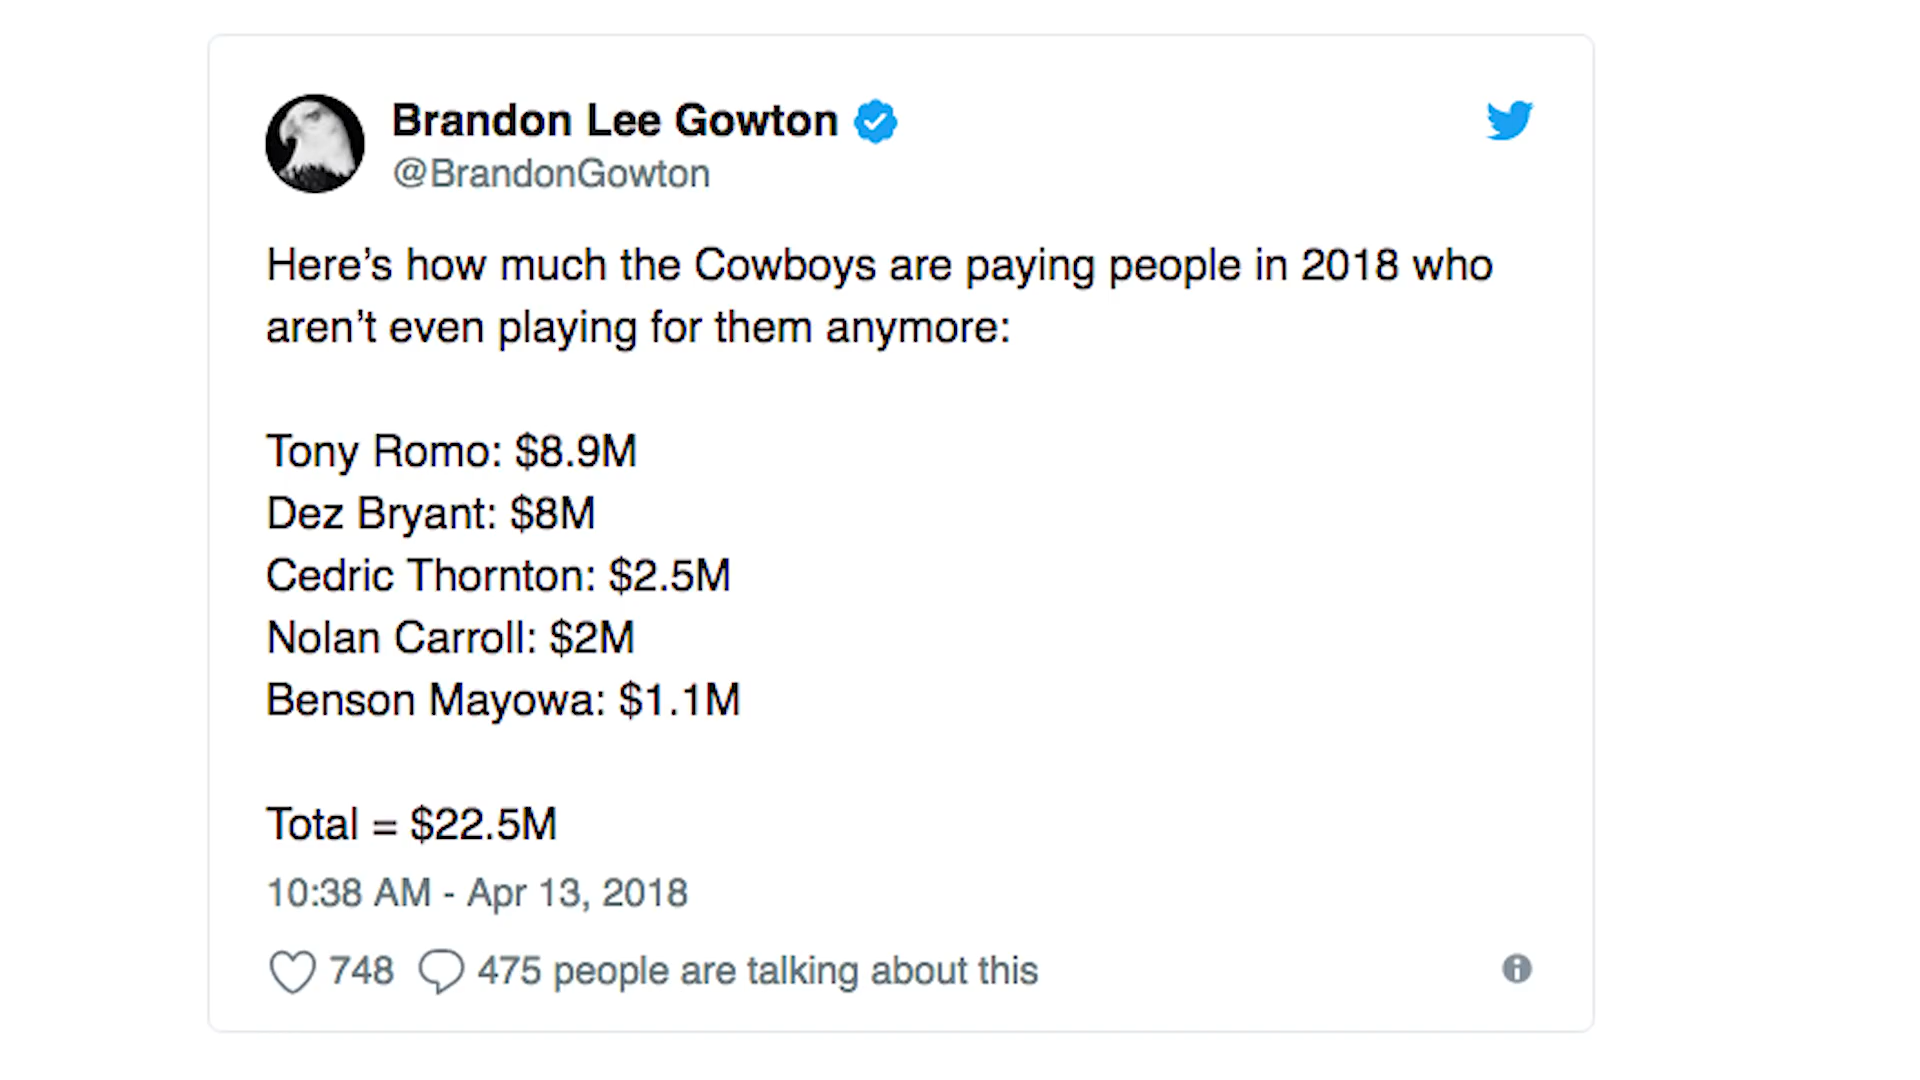 Brandon Lee Gowton
@BrandonGowton
Here’s how much the Cowboys are paying people in 2018 who
aren’t even playing for them anymore:
Tony Romo: $8.9M
Dez Bryant: $8M
Cedric Thornton: $2.5M
Nolan Carroll: $2M
Benson Mayowa: $1.1M
Total = $22.5M
10:38 AM - Apr 13, 2018
748 475 people are talking about this